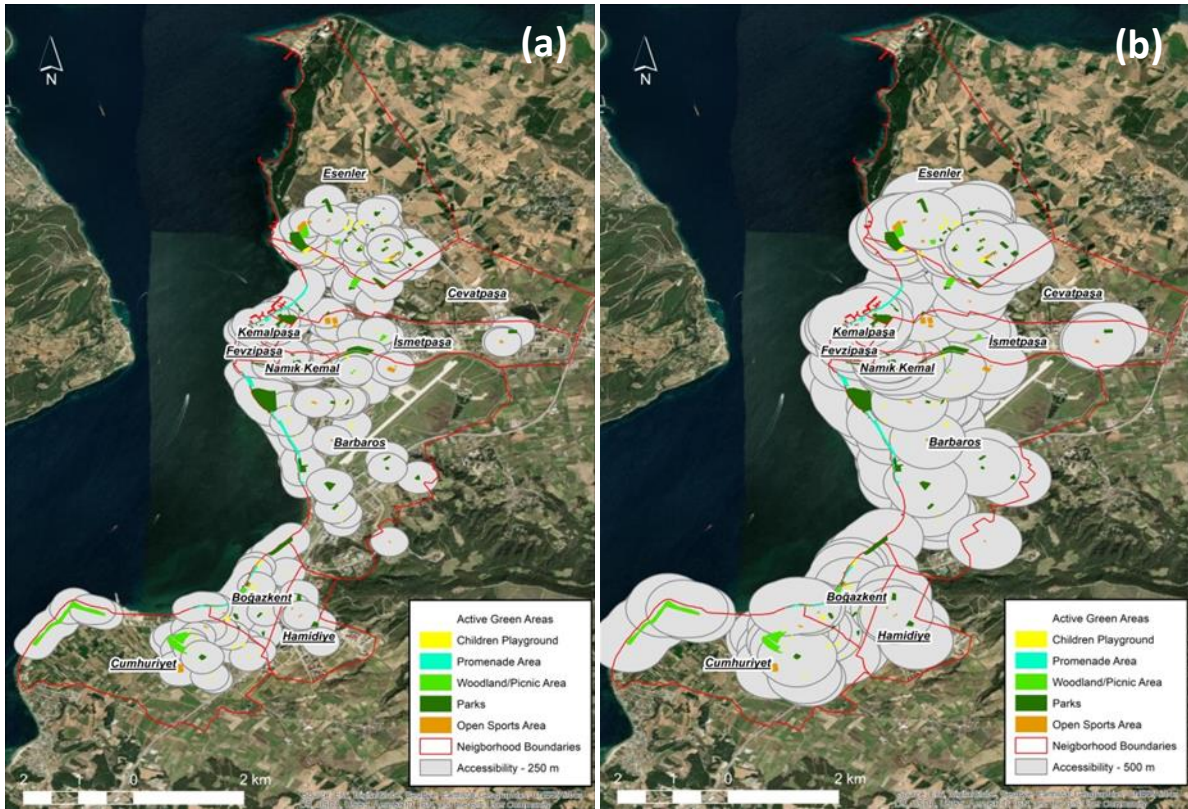 (a)
N
Esenler
Cevatpaşa
Kemalpaşa
İsmetpaşa
Fevzipaşa
Namık Kemal
Barbaros
Boğazkent
Hamidiye
Cumhuriyet
Active Green Areas
Children Playground
Promenade Area
Woodland/Picnic Area
Parks
Open Sports Area
Neigborhood Boundaries
Accessibility - 250 m
2 1 0 2 km
(b)
N
Esenler
Cevatpaşa
Kemalpaşa
İsmetpaşa
Fevzipaşa
Namık Kemal
Barbaros
Boğazkent
Hamidiye
Cumhuriyet
Active Green Areas
Children Playground
Promenade Area
Woodland/Picnic Area
Parks
Open Sports Area
Neigborhood Boundaries
Accessibility - 500 m
2 1 0 2 km